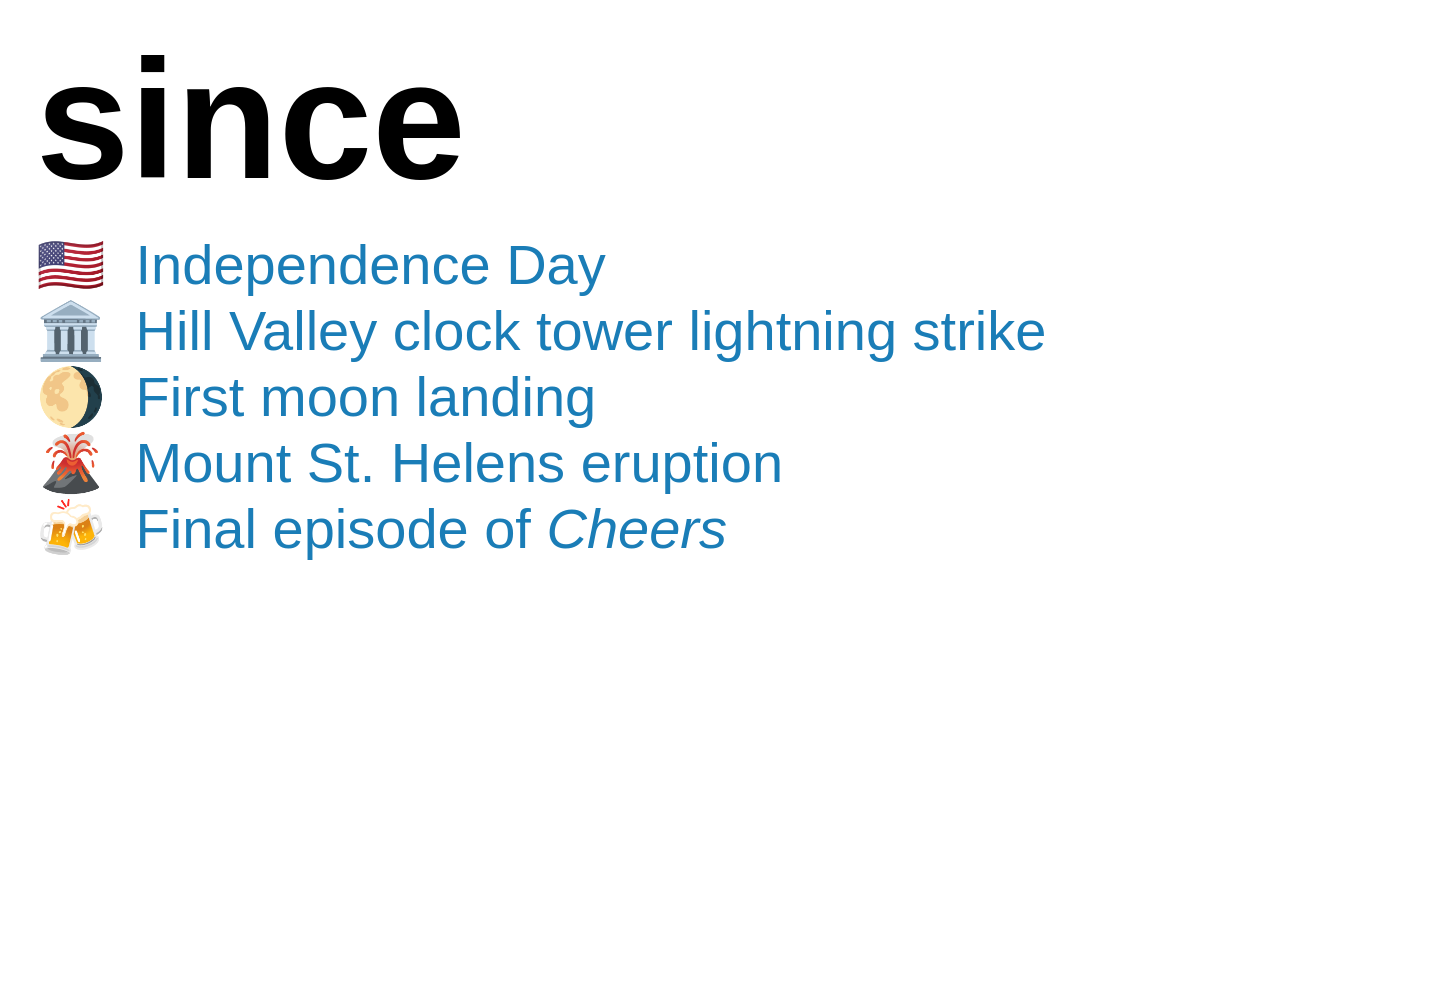 since
🇺🇸 Independence Day
🏛️ Hill Valley clock tower lightning strike
🌖 First moon landing
🌋 Mount St. Helens eruption
🍻 Final episode of Cheers